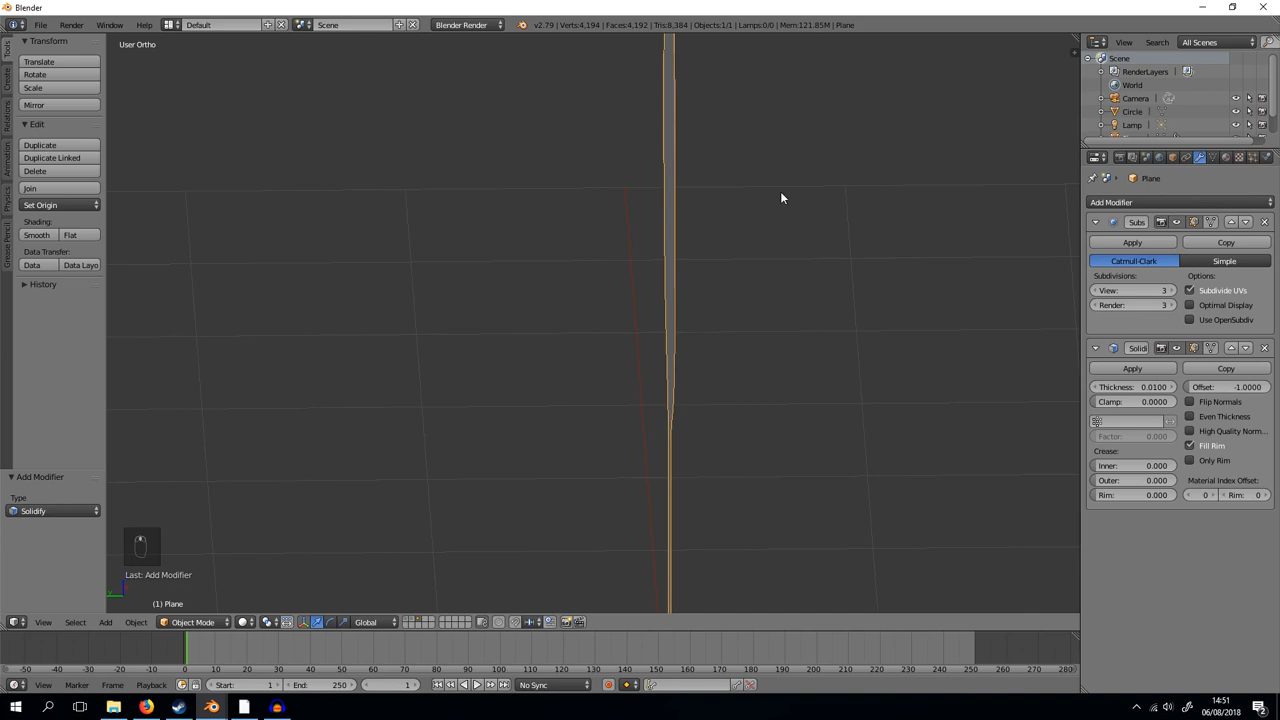 Blender
File Render Window Help Default Scene Blender Render v2.79 | Verts:4,194 | Faces:4,192 | Tris:8,384 | Objects:1/1 | Lamps:0/0 | Mem:121.85M | Plane
Tools
Create
Relations
Animation
Physics
Grease Pencil
Transform
Translate
Rotate
Scale
Mirror
Edit
Duplicate
Duplicate Linked
Delete
Join
Set Origin
Shading:
Smooth Flat
Data Transfer:
Data Data Layo
History
Add Modifier
Type
Solidify
User Ortho
Last: Add Modifier
(1) Plane
View Search All Scenes
Scene
RenderLayers
World
Camera
Circle
Lamp
Plane
Add Modifier
Subs
Apply Copy
Catmull-Clark Simple
Subdivisions: Options:
View: 3 Subdivide UVs
Render: 3 Optimal Display
Use OpenSubdiv
Solidi
Apply Copy
Thickness: 0.0100 Offset: -1.0000
Clamp: 0.0000 Flip Normals
Even Thickness
High Quality Norm...
Factor: 0.000 Fill Rim
Crease: Only Rim
Inner: 0.000
Outer: 0.000 Material Index Offset:
Rim: 0.000 0 Rim: 0
View Select Add Object Object Mode Global
-50 -40 -30 -20 -10 0 10 20 30 40 50 60 70 80 90 100 110 120 130 140 150 160 170 180 190 200 210 220 230 240 250 260 270 280
View Marker Frame Playback Start: 1 End: 250 1 No Sync
14:51
06/08/2018
2